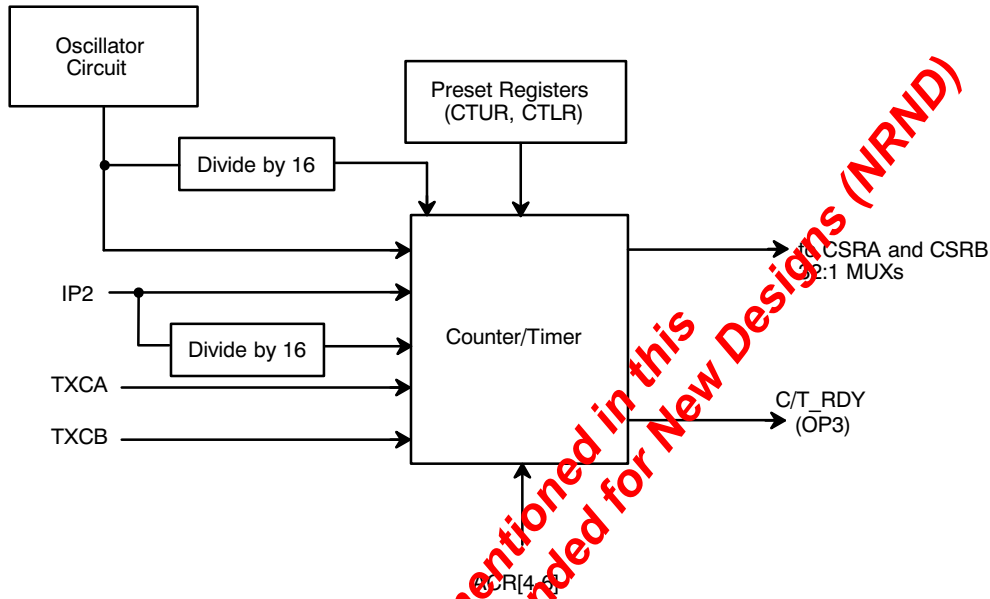 Oscillator
Circuit
Preset Registers
(CTUR, CTLR)
Divide by 16
to CSRA and CSRB
32:1 MUXs
IP2
Counter/Timer
Divide by 16
TXCA
C/T_RDY
(OP3)
TXCB
ACR[4-6]
mentioned in this
nded for New Designs (NRND)